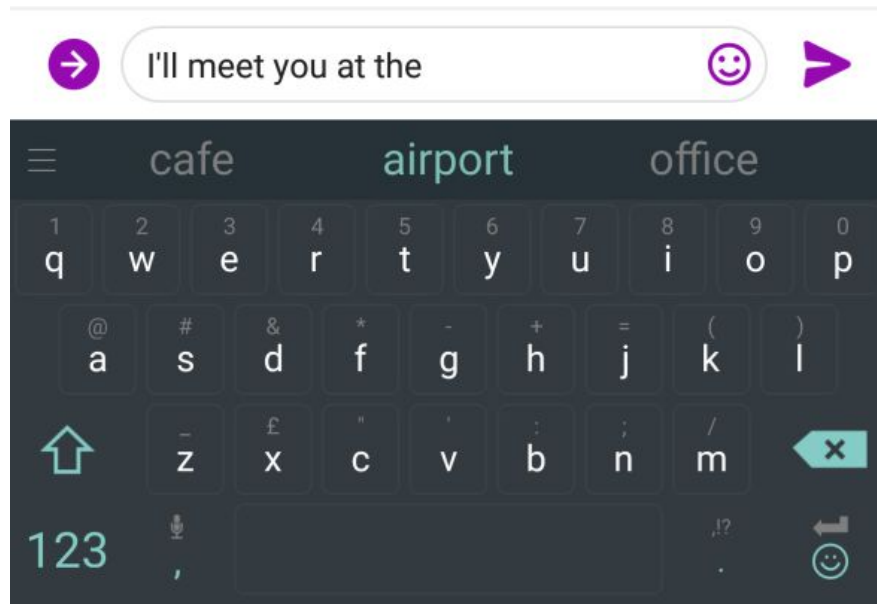 I'll meet you at the
cafe airport office
1 2 3 4 5 6 7 8 9 0
q w e r t y u i o p
@ # & * - + = ( )
a s d f g h j k l
_ £ " ' : ; /
z x c v b n m
123 , ,!? .